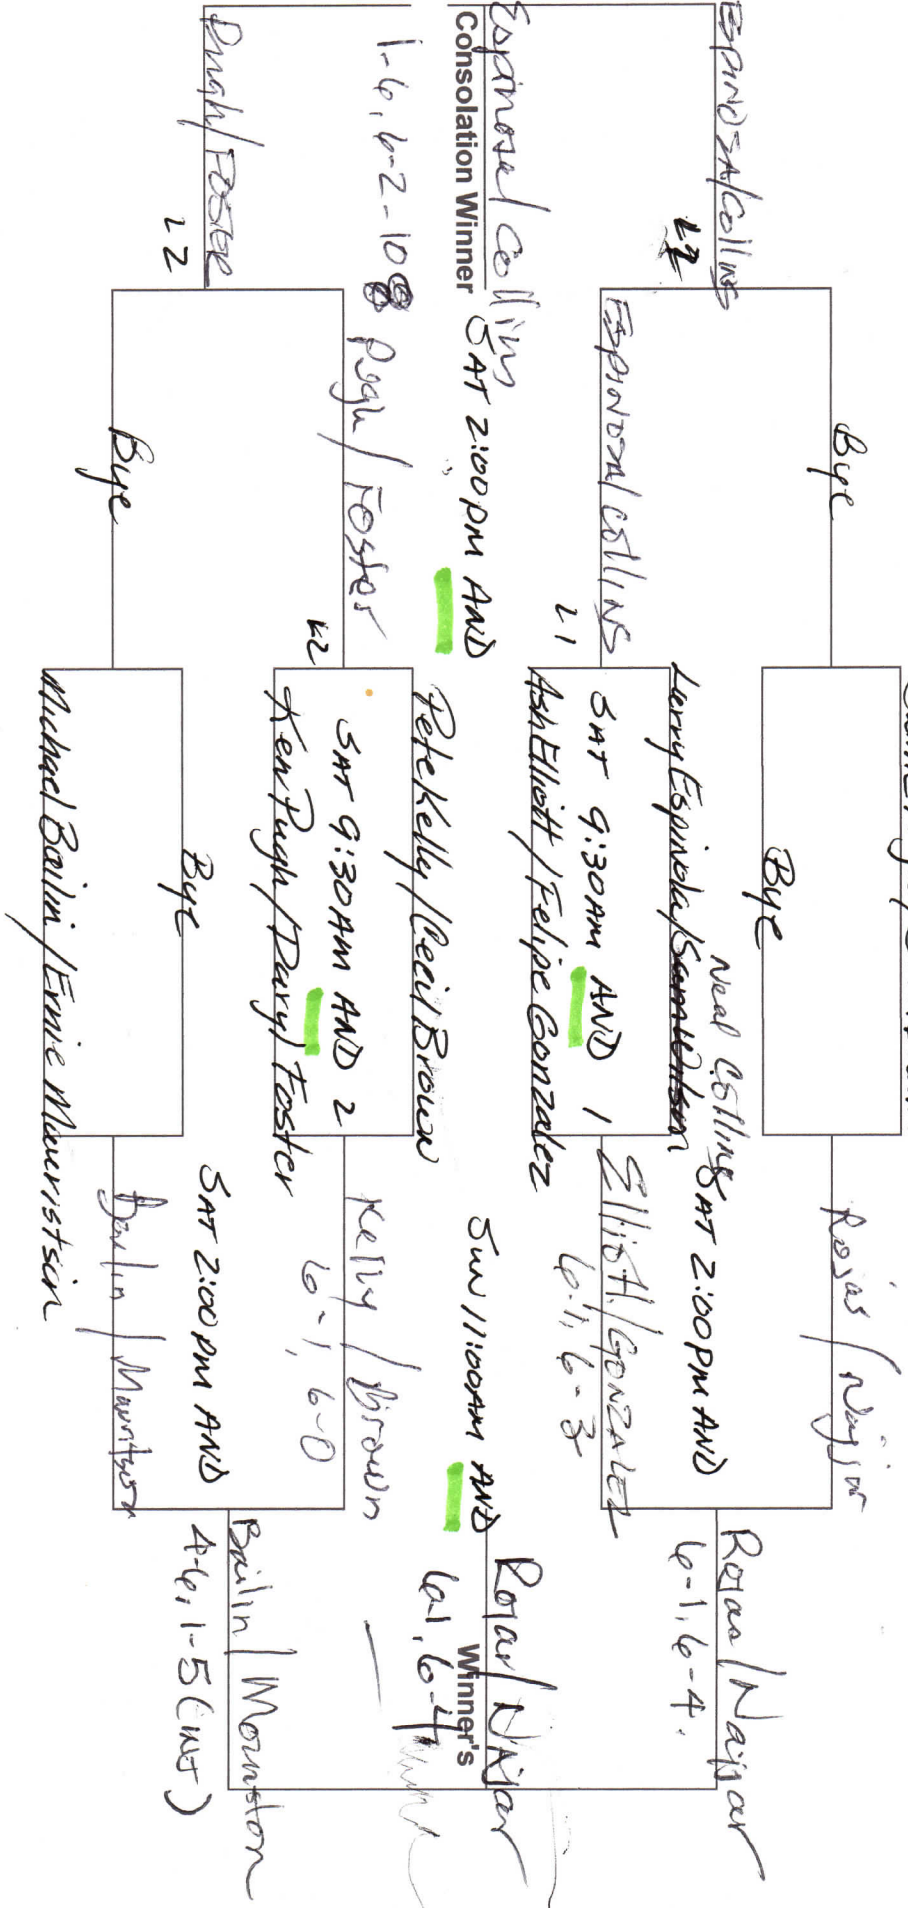 Bye
Rojas/Najjar
Bye
SAT 2:00PM AND
Rojas/Najjar
6-1, 6-4.
ESPINOSA/Collins
L2
Neal Collins
Larry Espinola/Sam Wilson
ESPINOSA/COLLINS
L1
SAT 9:30AM AND 1
Elliott/GONZALEZ
6-1, 6-3
Ash Elliott/Felipe Gonzalez
Espinosa/Collins
Consolation Winner
SAT 2:00PM AND
SUN 11:00AM AND
Rojas/Najjar
Winner's
6-1, 6-4
1-6, 6-2 - 10
Pete Kelly/Cecil Brown
Pugh/Foster
L2
SAT 9:30AM AND 2
Kelly/Brown
6-1, 6-0
Ken Pugh/Daryl Foster
Pugh/FOSTER
L2
SAT 2:00PM AND
Bailin/Mouriston
4-6, 1-5 (INJ)
Bye
Bye
Bailin/Mauritson
Michael Bailin/Ernie Mauristsin